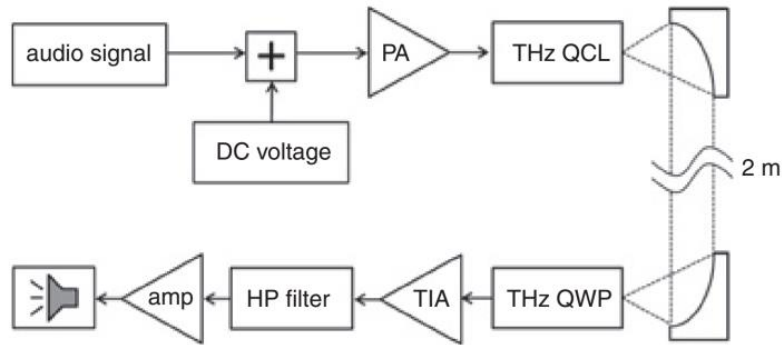 audio signal
+
PA
THz QCL
DC voltage
2 m
amp
HP filter
TIA
THz QWP